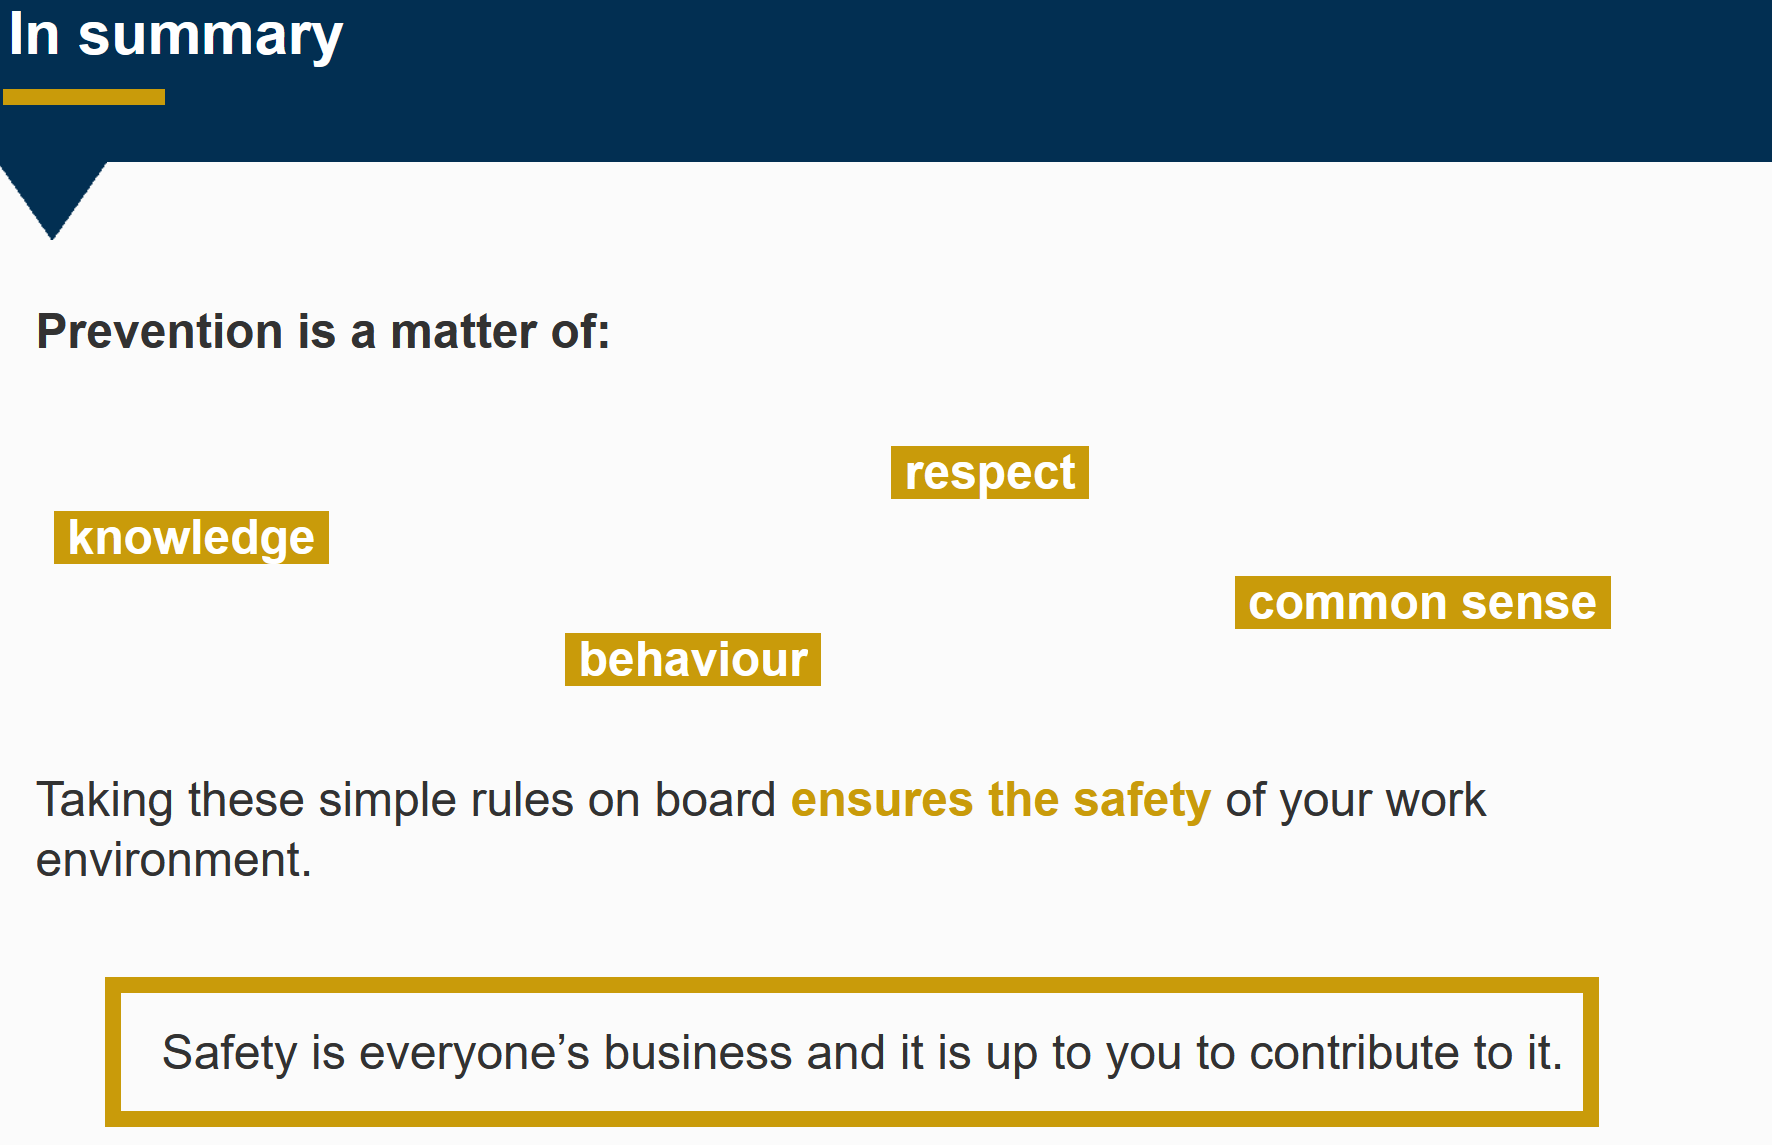 In summary
Prevention is a matter of:
respect
knowledge
common sense
behaviour
Taking these simple rules on board ensures the safety of your work
environment.
Safety is everyone’s business and it is up to you to contribute to it.